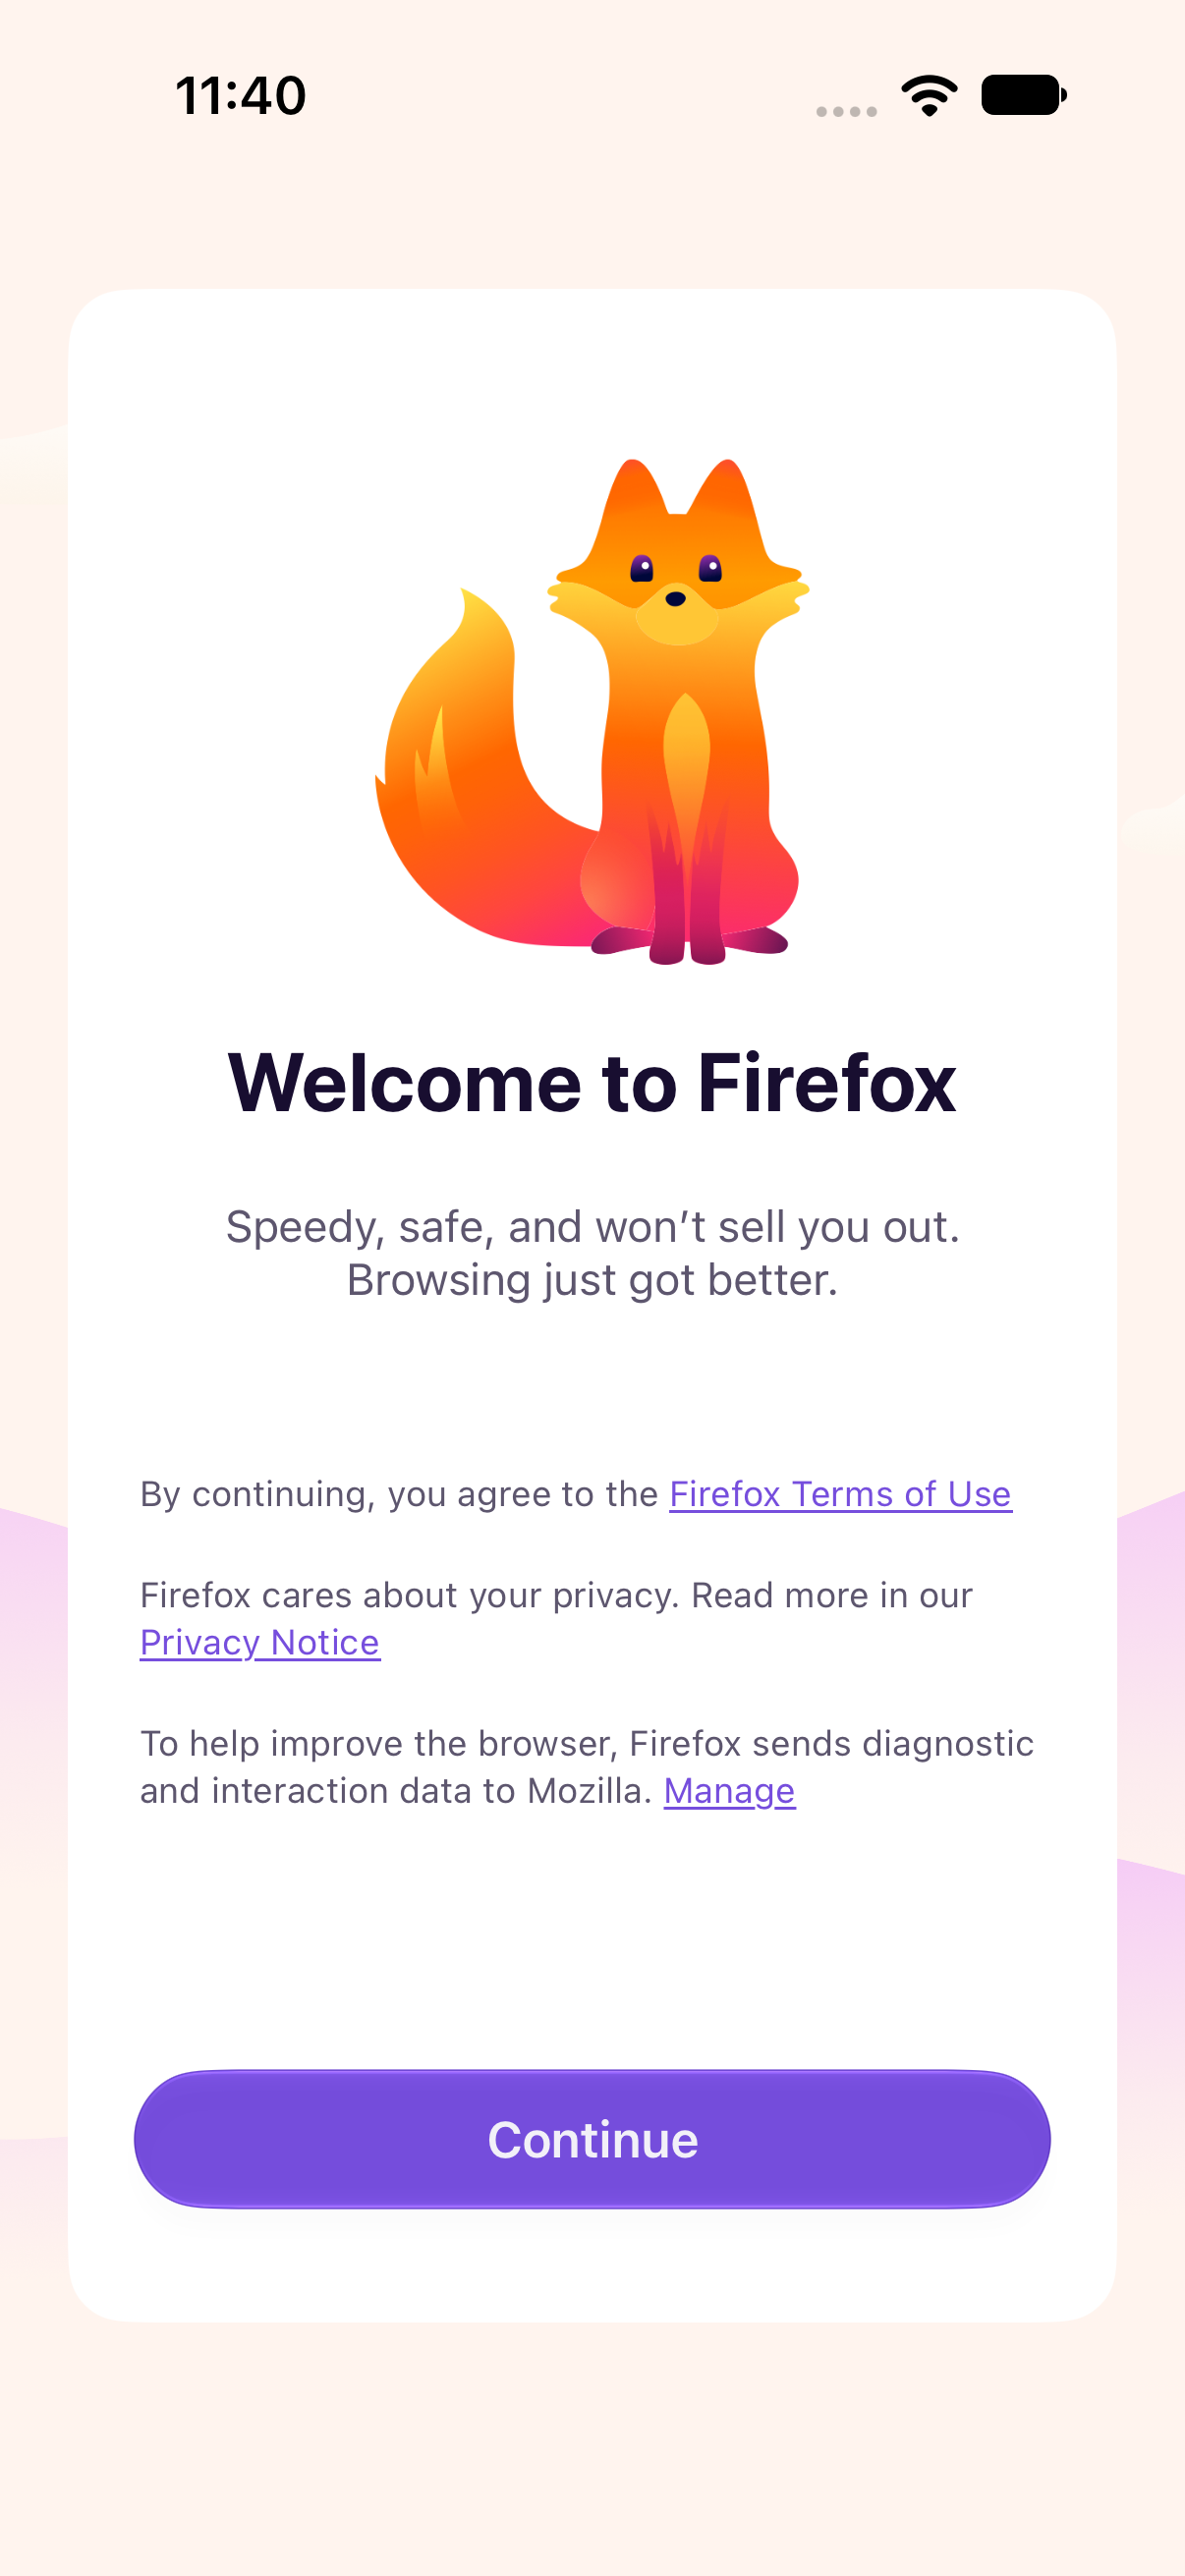 11:40
Welcome to Firefox
Speedy, safe, and won’t sell you out.
Browsing just got better.
By continuing, you agree to the Firefox Terms of Use
Firefox cares about your privacy. Read more in our
Privacy Notice
To help improve the browser, Firefox sends diagnostic
and interaction data to Mozilla. Manage
Continue